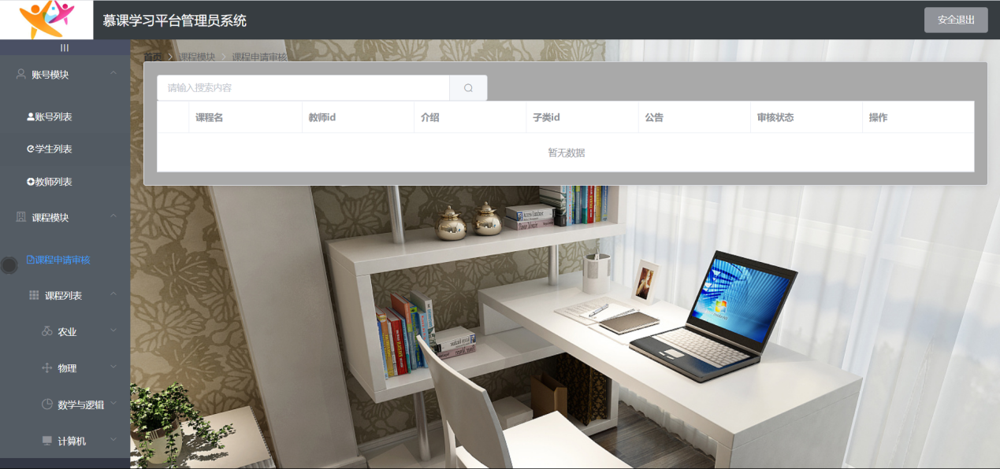 慕课学习平台管理员系统
安全退出
首页 > 课程模块 > 课程申请审核
账号模块
账号列表
学生列表
教师列表
课程模块
课程申请审核
课程列表
农业
物理
数学与逻辑
计算机
请输入搜索内容
课程名 教师id 介绍 子类id 公告 审核状态 操作
暂无数据